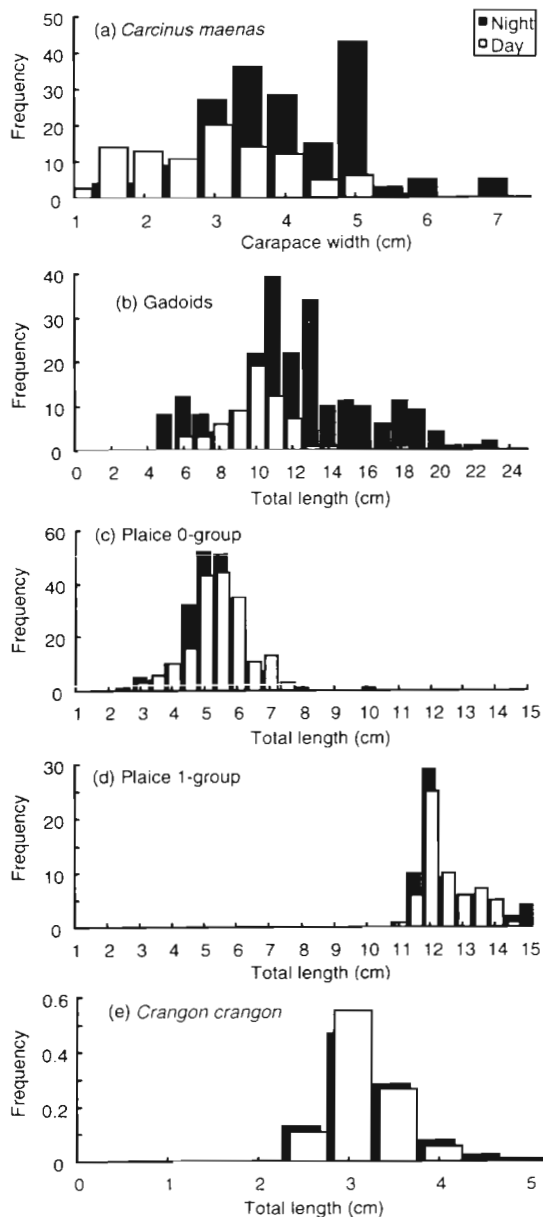 Night
Day
(a) Carcinus maenas
Frequency
50
40
30
20
10
0
1 2 3 4 5 6 7
Carapace width (cm)
(b) Gadoids
Frequency
40
30
20
10
0
0 2 4 6 8 10 12 14 16 18 20 22 24
Total length (cm)
(c) Plaice 0-group
Frequency
60
40
20
0
1 2 3 4 5 6 7 8 9 10 11 12 13 14 15
Total length (cm)
(d) Plaice 1-group
Frequency
30
20
10
0
1 2 3 4 5 6 7 8 9 10 11 12 13 14 15
Total length (cm)
(e) Crangon crangon
Frequency
0.6
0.4
0.2
0
0 1 2 3 4 5
Total length (cm)